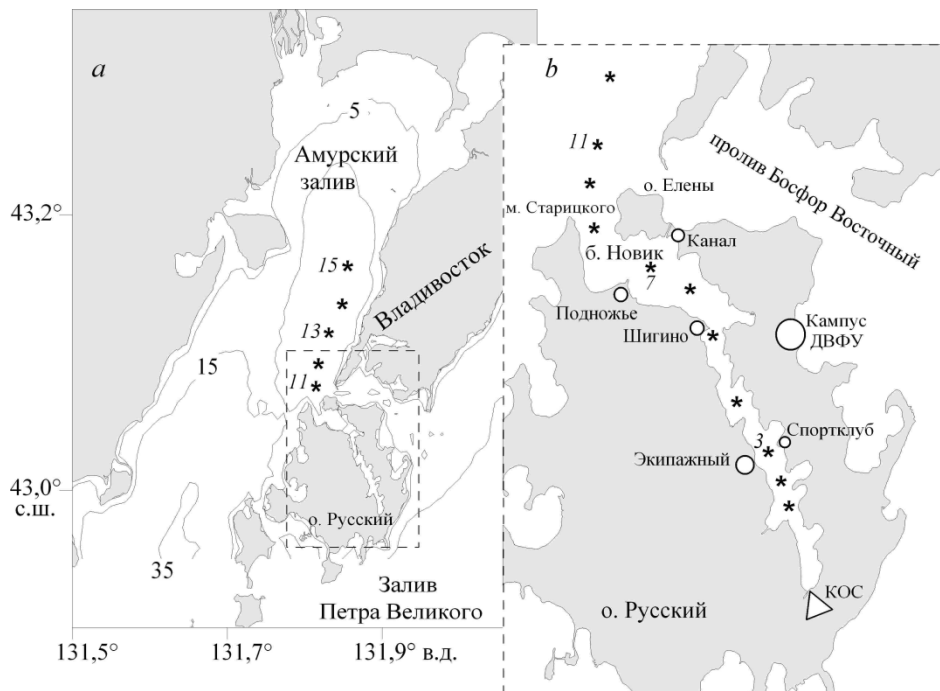 a
5
Амурский
залив
43,2°
15
13
Владивосток
15
11
43,0°
с.ш.
о. Русский
35
Залив
Петра Великого
131,5°
131,7°
131,9° в.д.
b
11
пролив Босфор Восточный
о. Елены
м. Старицкого
Канал
б. Новик
7
Подножье
Шигино
Кампус
ДВФУ
3
Спортклуб
Экипажный
КОС
о. Русский